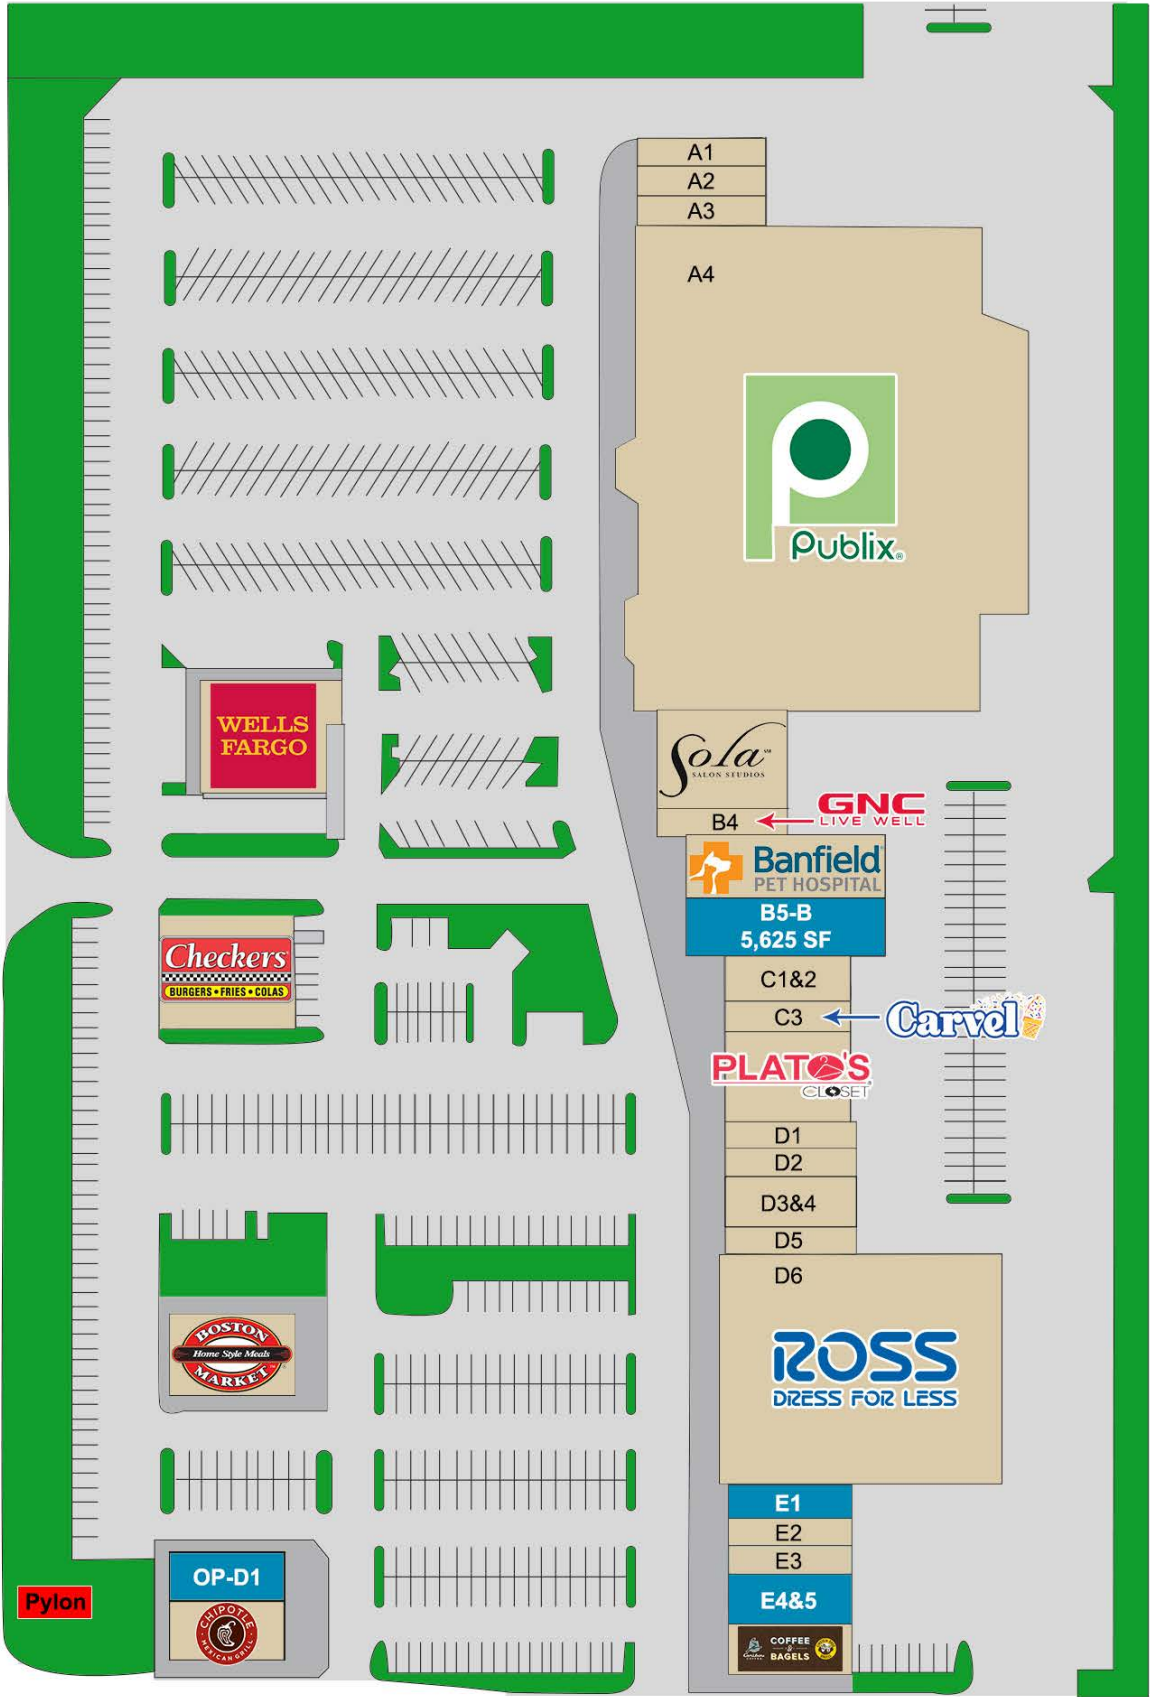 A1
A2
A3
A4
Publix®
WELLS
FARGO
Sola
SALON STUDIOS
B4
GNC
LIVE WELL
Banfield
PET HOSPITAL
B5-B
5,625 SF
Checkers
BURGERS • FRIES • COLAS
C1&2
C3
Carvel
PLATO'S
CLOSET
D1
D2
D3&4
D5
D6
BOSTON
Home Style Meals
MARKET
ROSS
DRESS FOR LESS
E1
E2
E3
E4&5
OP-D1
Pylon
CHIPOTLE
MEXICAN GRILL
COFFEE
&
BAGELS